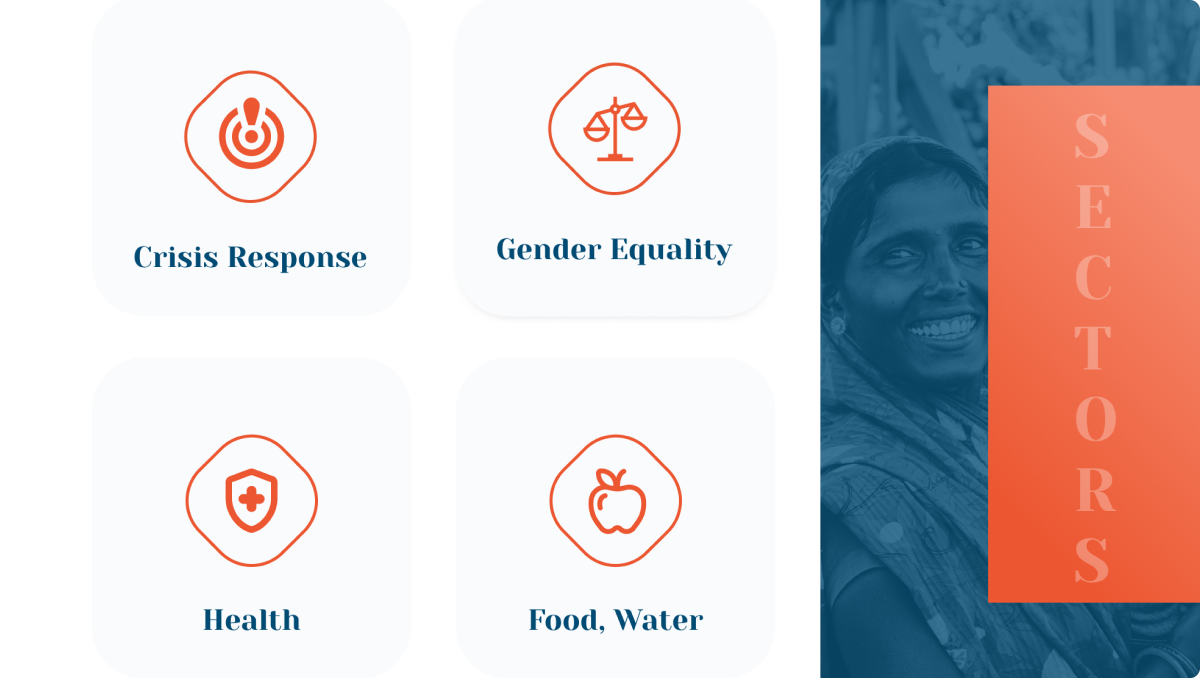 Crisis Response
Gender Equality
Health
Food, Water
SECTORS